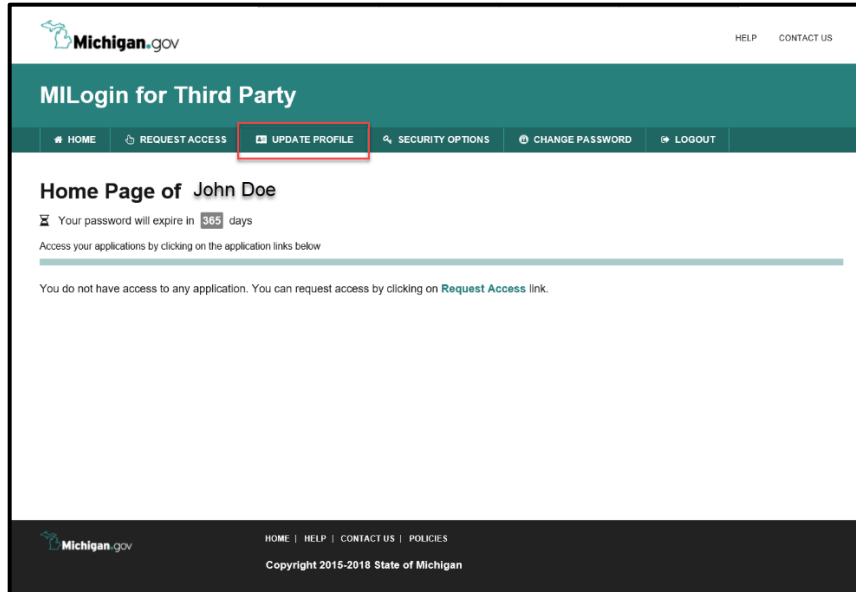 Michigan.gov
HELP CONTACT US
MILogin for Third Party
HOME REQUEST ACCESS UPDATE PROFILE SECURITY OPTIONS CHANGE PASSWORD LOGOUT
Home Page of John Doe
Your password will expire in 365 days
Access your applications by clicking on the application links below
You do not have access to any application. You can request access by clicking on Request Access link.
Michigan.gov
HOME | HELP | CONTACT US | POLICIES
Copyright 2015-2018 State of Michigan